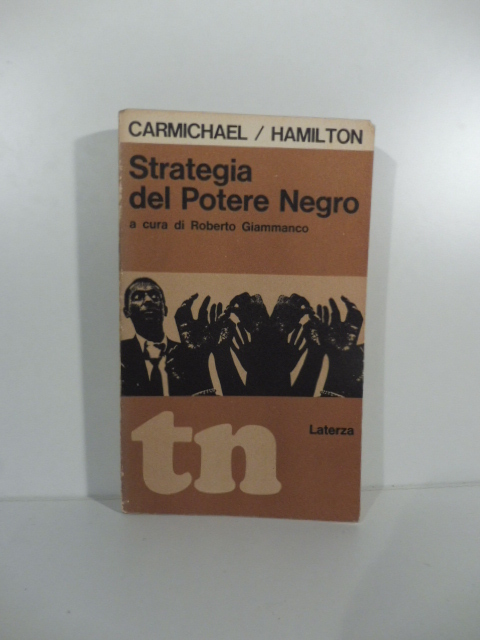 CARMICHAEL / HAMILTON
Strategia
del Potere Negro
a cura di Roberto Giammanco
Laterza
tn